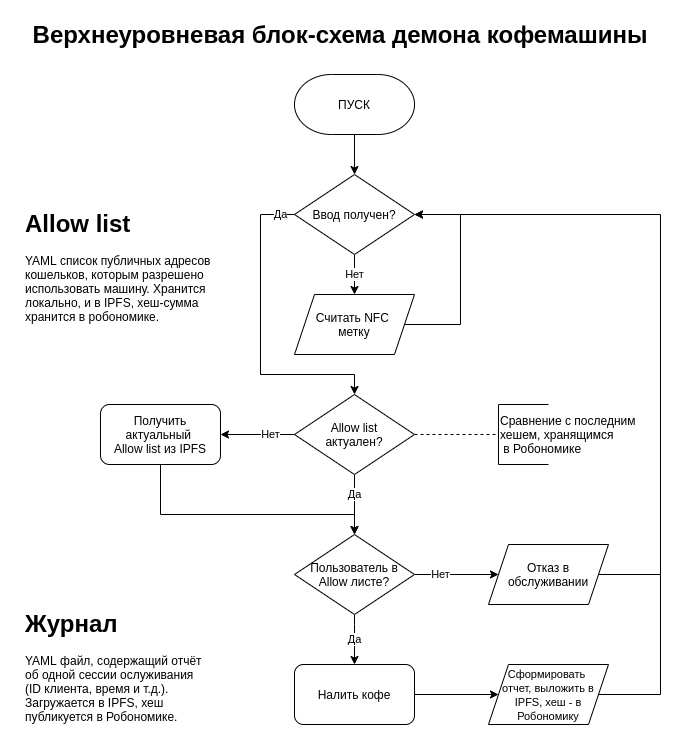 Верхнеуровневая блок-схема демона кофемашины
ПУСК
Ввод получен?
Да
Нет
Считать NFC
метку
Allow list
YAML список публичных адресов
кошельков, которым разрешено
использовать машину. Хранится
локально, и в IPFS, хеш-сумма
хранится в робономике.
Получить
актуальный
Allow list из IPFS
Нет
Allow list
актуален?
Сравнение с последним
хешем, хранящимся
в Робономике
Да
Пользователь в
Allow листе?
Нет
Отказ в
обслуживании
Да
Журнал
YAML файл, содержащий отчёт
об одной сессии ослуживания
(ID клиента, время и т.д.).
Загружается в IPFS, хеш
публикуется в Робономике.
Налить кофе
Сформировать
отчет, выложить в
IPFS, хеш - в
Робономику